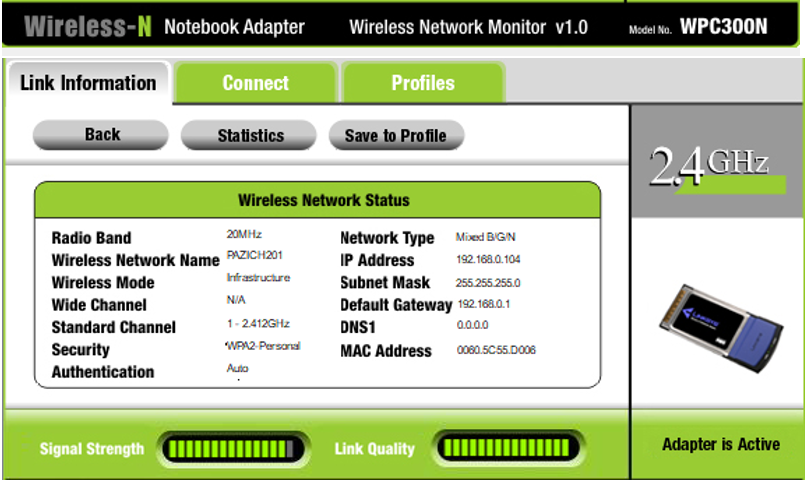 Wireless-N Notebook Adapter Wireless Network Monitor v1.0 Model No. WPC300N
Link Information Connect Profiles
Back Statistics Save to Profile
2.4GHz
Wireless Network Status
Radio Band 20MHz Network Type Mixed B/G/N
Wireless Network Name PAZICH201 IP Address 192.168.0.104
Wireless Mode Infrastructure Subnet Mask 255.255.255.0
Wide Channel N/A Default Gateway 192.168.0.1
Standard Channel 1 - 2.412GHz DNS1 0.0.0.0
Security WPA2-Personal MAC Address 0060.5C55.D006
Authentication Auto
LINKSYS
Signal Strength Link Quality Adapter is Active